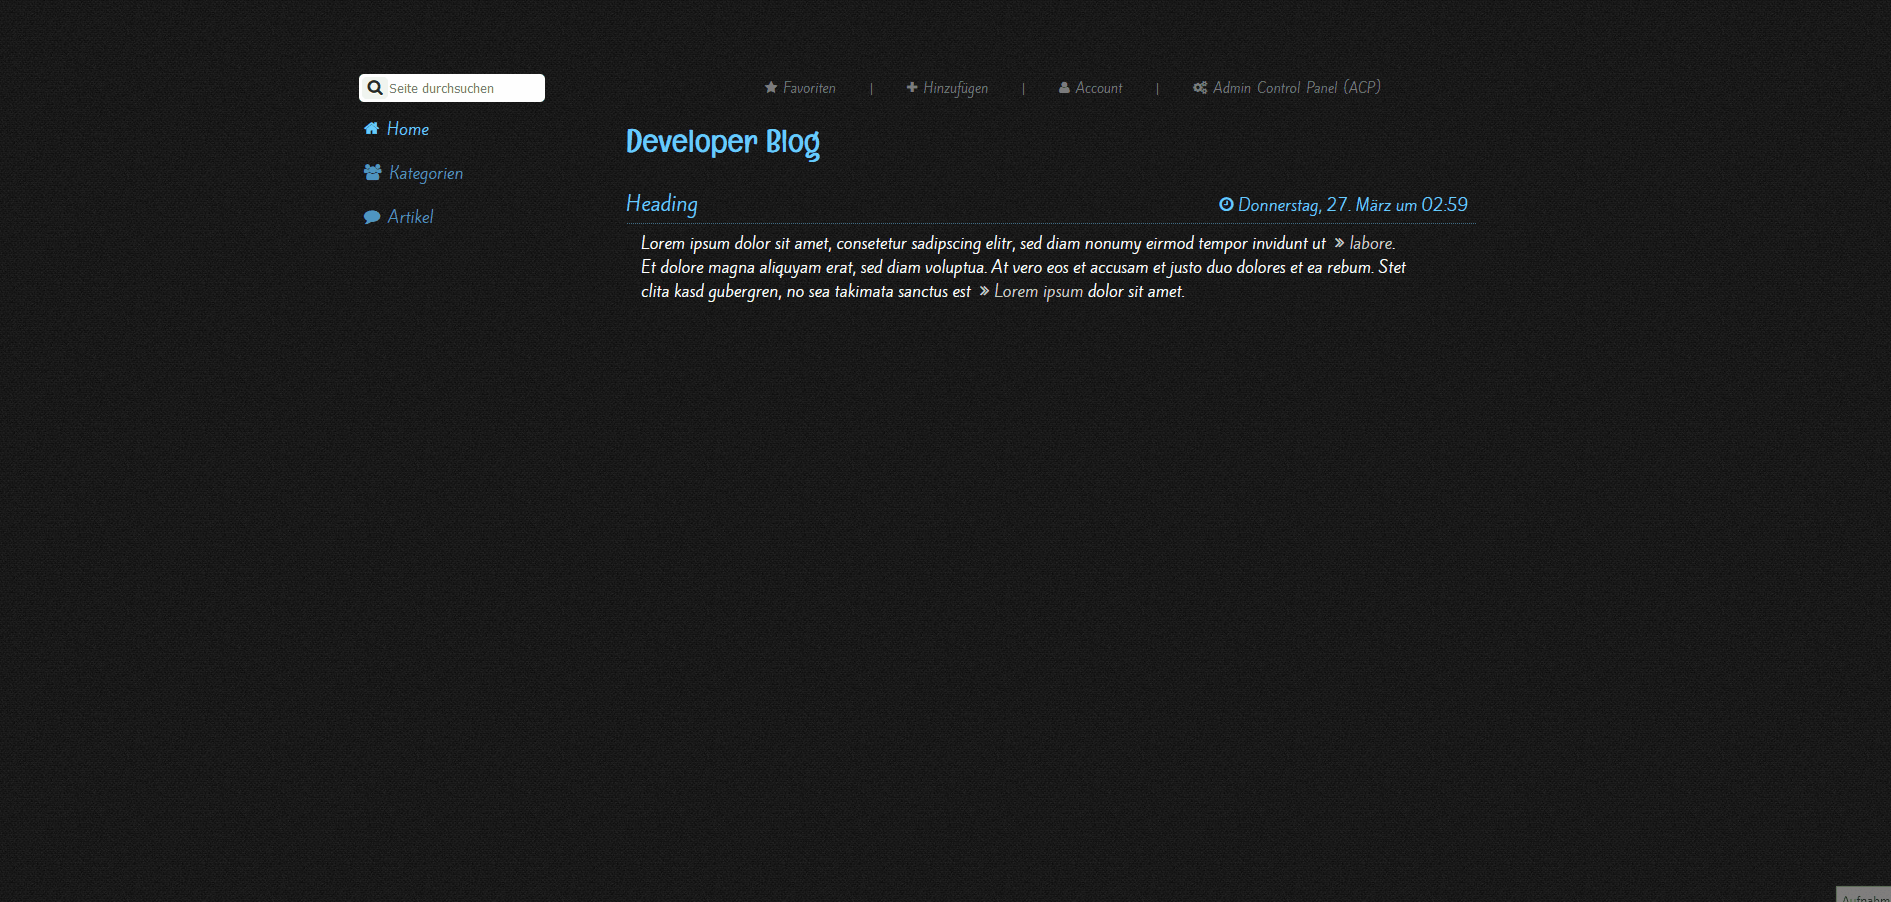 Seite durchsuchen
Favoriten | Hinzufügen | Account | Admin Control Panel (ACP)
Home
Kategorien
Artikel
Developer Blog
Heading
Donnerstag, 27. März um 02:59
Lorem ipsum dolor sit amet, consetetur sadipscing elitr, sed diam nonumy eirmod tempor invidunt ut » labore.
Et dolore magna aliquyam erat, sed diam voluptua. At vero eos et accusam et justo duo dolores et ea rebum. Stet
clita kasd gubergren, no sea takimata sanctus est » Lorem ipsum dolor sit amet.